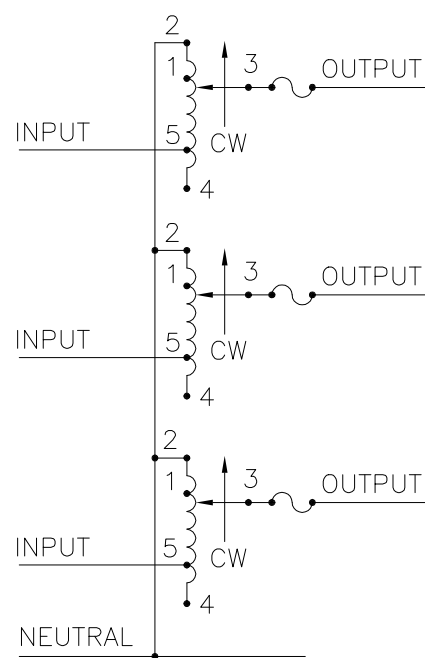 2
1 3 OUTPUT
INPUT 5 CW
4
2
1 3 OUTPUT
INPUT 5 CW
4
2
1 3 OUTPUT
INPUT 5 CW
4
NEUTRAL